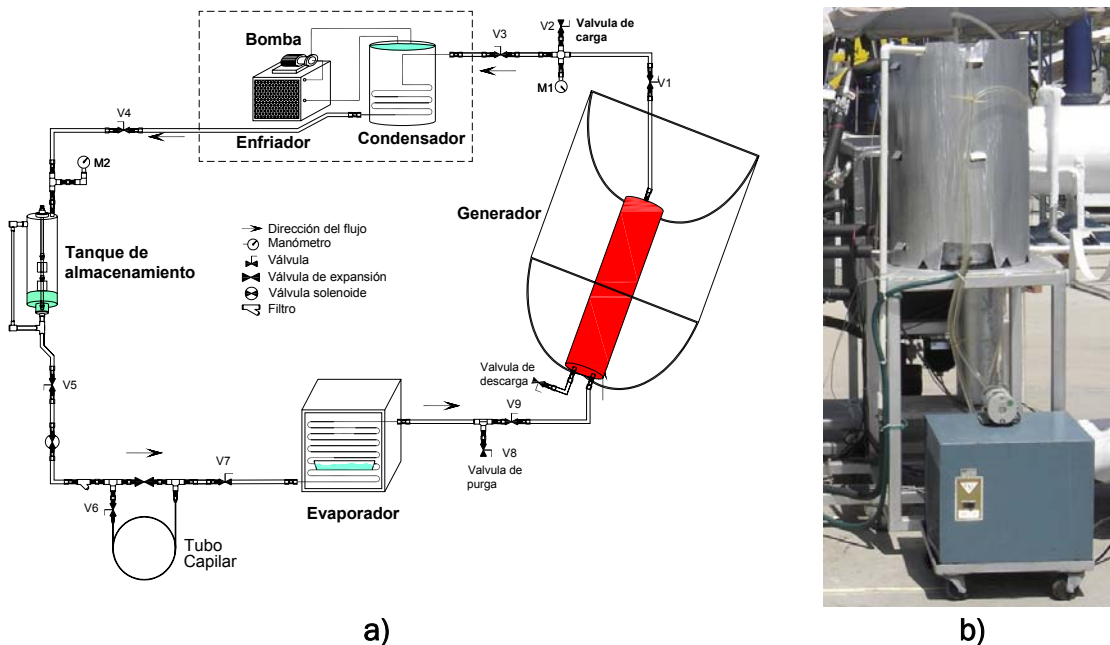 V2
Valvula de
carga
V3
Bomba
V1
M1
V4
Enfriador
Condensador
M2
Generador
Dirección del flujo
Manómetro
Válvula
Válvula de expansión
Válvula solenoide
Filtro
Tanque de
almacenamiento
Valvula de
descarga
V5
V9
V8
Valvula de
purga
V7
V6
Evaporador
Tubo
Capilar
a)
b)